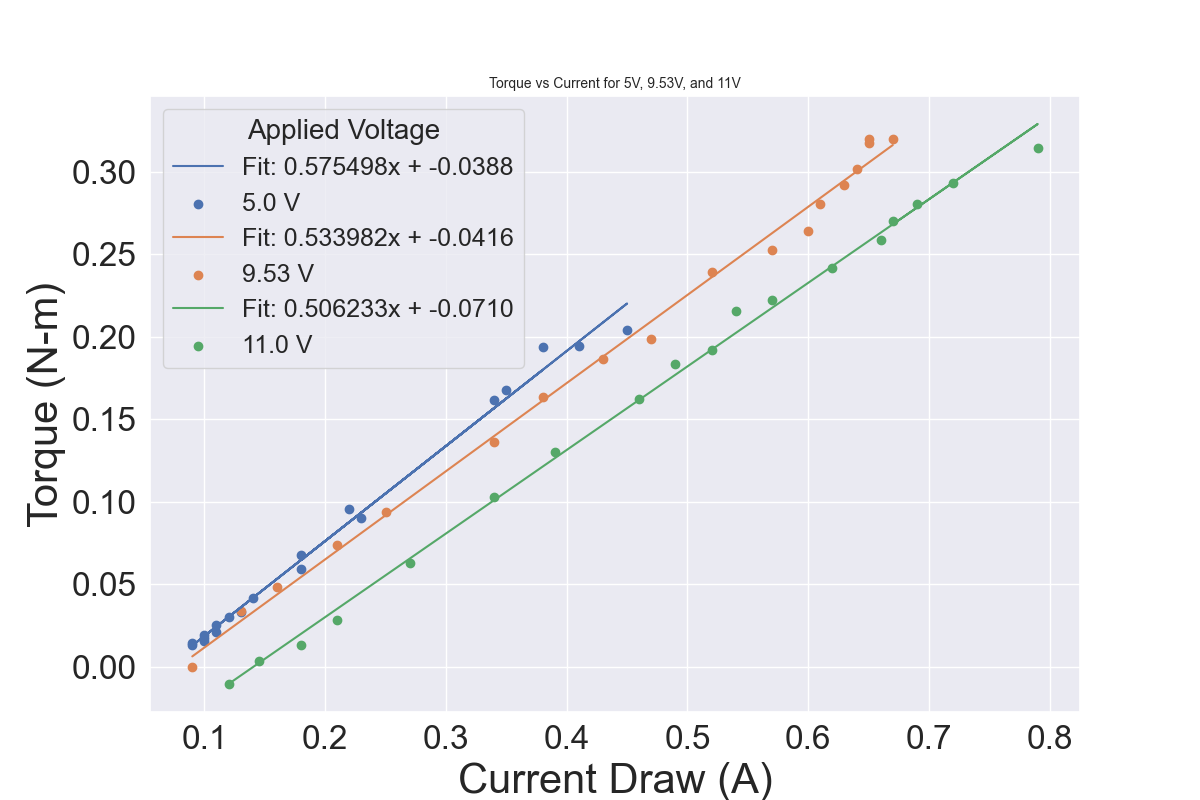 Torque vs Current for 5V, 9.53V, and 11V
Applied Voltage
Fit: 0.575498x + -0.0388
5.0 V
Fit: 0.533982x + -0.0416
9.53 V
Fit: 0.506233x + -0.0710
11.0 V
Torque (N-m)
0.30
0.25
0.20
0.15
0.10
0.05
0.00
0.1 0.2 0.3 0.4 0.5 0.6 0.7 0.8
Current Draw (A)